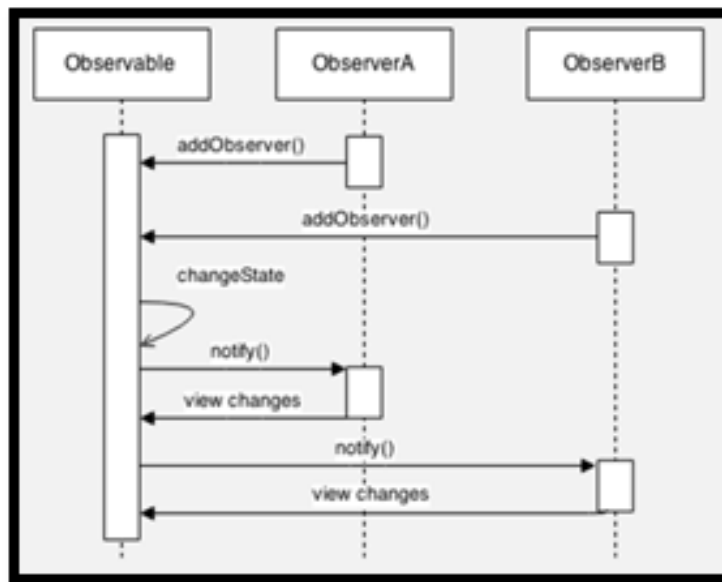 Observable
ObserverA
ObserverB
addObserver()
addObserver()
changeState
notify()
view changes
notify()
view changes